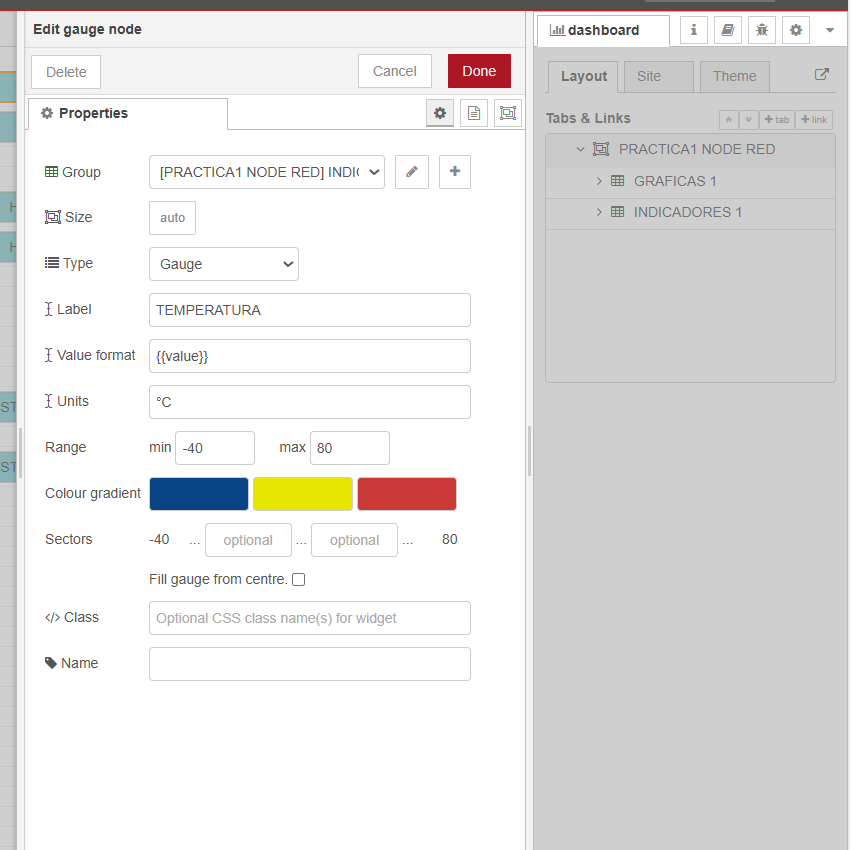 Edit gauge node
Delete
Cancel
Done
Properties
Group
[PRACTICA1 NODE RED] INDI
Size
auto
Type
Gauge
Label
TEMPERATURA
Value format
{{value}}
Units
°C
Range
min
-40
max
80
Colour gradient
Sectors
-40
...
optional
...
optional
...
80
Fill gauge from centre.
</> Class
Optional CSS class name(s) for widget
Name
dashboard
i
Layout
Site
Theme
Tabs & Links
tab
link
PRACTICA1 NODE RED
GRAFICAS 1
INDICADORES 1
H
H
ST
ST